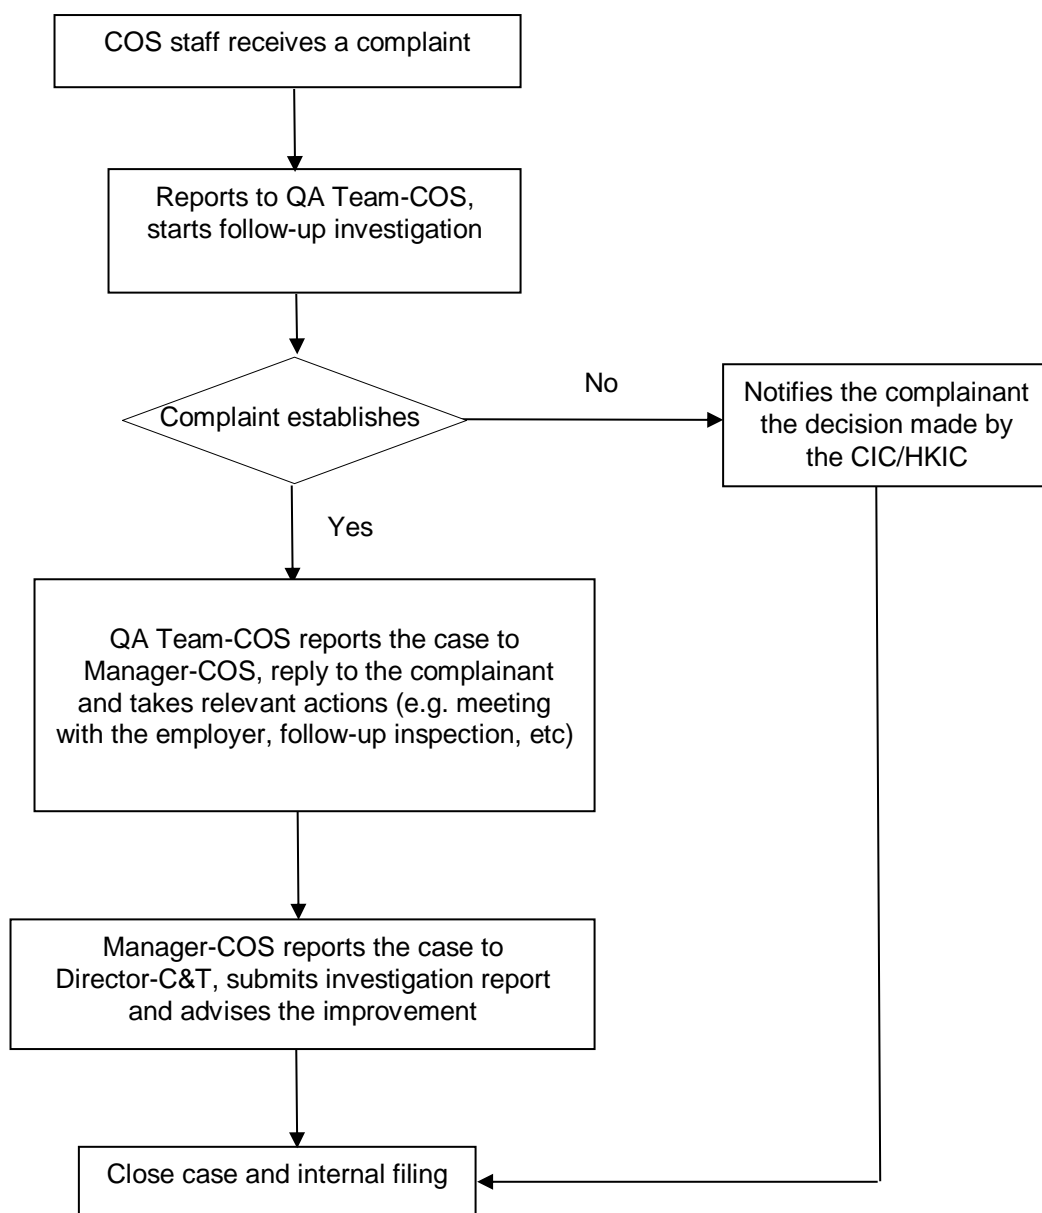 COS staff receives a complaint
Reports to QA Team-COS,
starts follow-up investigation
Complaint establishes
No
Notifies the complainant
the decision made by
the CIC/HKIC
Yes
QA Team-COS reports the case to
Manager-COS, reply to the complainant
and takes relevant actions (e.g. meeting
with the employer, follow-up inspection, etc)
Manager-COS reports the case to
Director-C&T, submits investigation report
and advises the improvement
Close case and internal filing